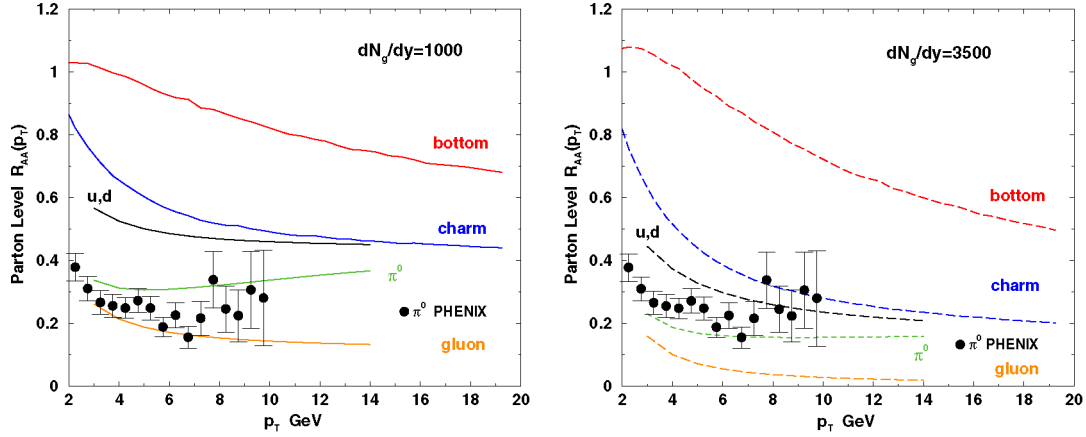 1.2
1
0.8
0.6
0.4
0.2
0
Parton Level R_AA(p_T)
dN_g/dy=1000
bottom
u,d
charm
π⁰
π⁰ PHENIX
gluon
2 4 6 8 10 12 14 16 18 20
p_T GeV
1.2
1
0.8
0.6
0.4
0.2
0
Parton Level R_AA(p_T)
dN_g/dy=3500
bottom
u,d
charm
π⁰ PHENIX
π⁰
gluon
2 4 6 8 10 12 14 16 18 20
p_T GeV